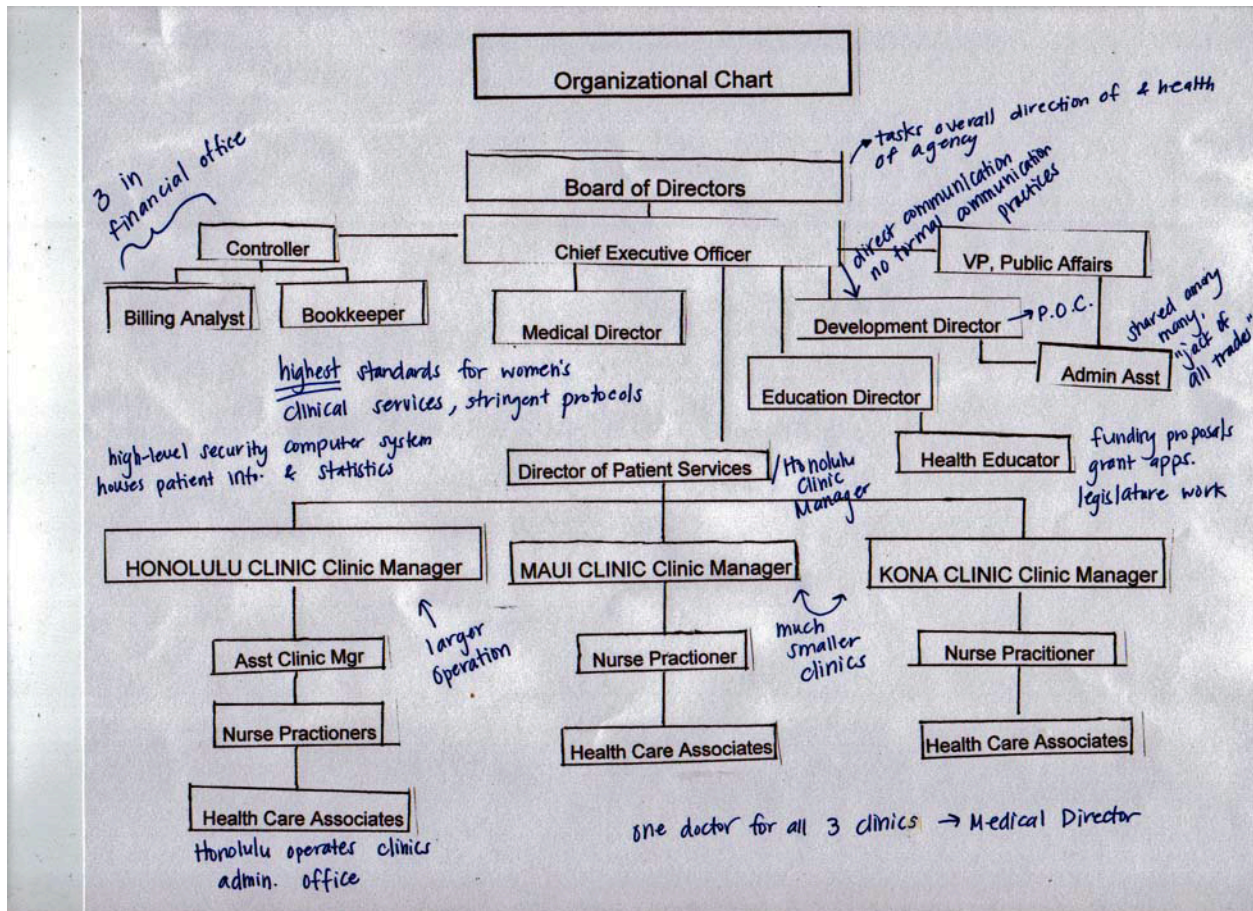 Organizational Chart
→ tasks overall direction of & health
of agency
Board of Directors
direct communication
no formal communication
practices
3 in
financial office
Controller
Chief Executive Officer
VP, Public Affairs
Billing Analyst
Bookkeeper
Medical Director
Development Director
→ P.O.C.
shared among
many,
"jack of
all trades"
Admin Asst
highest standards for women's
clinical services, stringent protocols
Education Director
high-level security computer system
houses patient info. & statistics
Director of Patient Services
/Honolulu
Clinic
Manager
Health Educator
funding proposals
grant apps.
legislature work
HONOLULU CLINIC Clinic Manager
MAUI CLINIC Clinic Manager
KONA CLINIC Clinic Manager
larger
operation
much
smaller
clinics
Asst Clinic Mgr
Nurse Practioner
Nurse Pracitioner
Nurse Practioners
Health Care Associates
Health Care Associates
Health Care Associates
Honolulu operates clinics
admin. office
one doctor for all 3 clinics → Medical Director